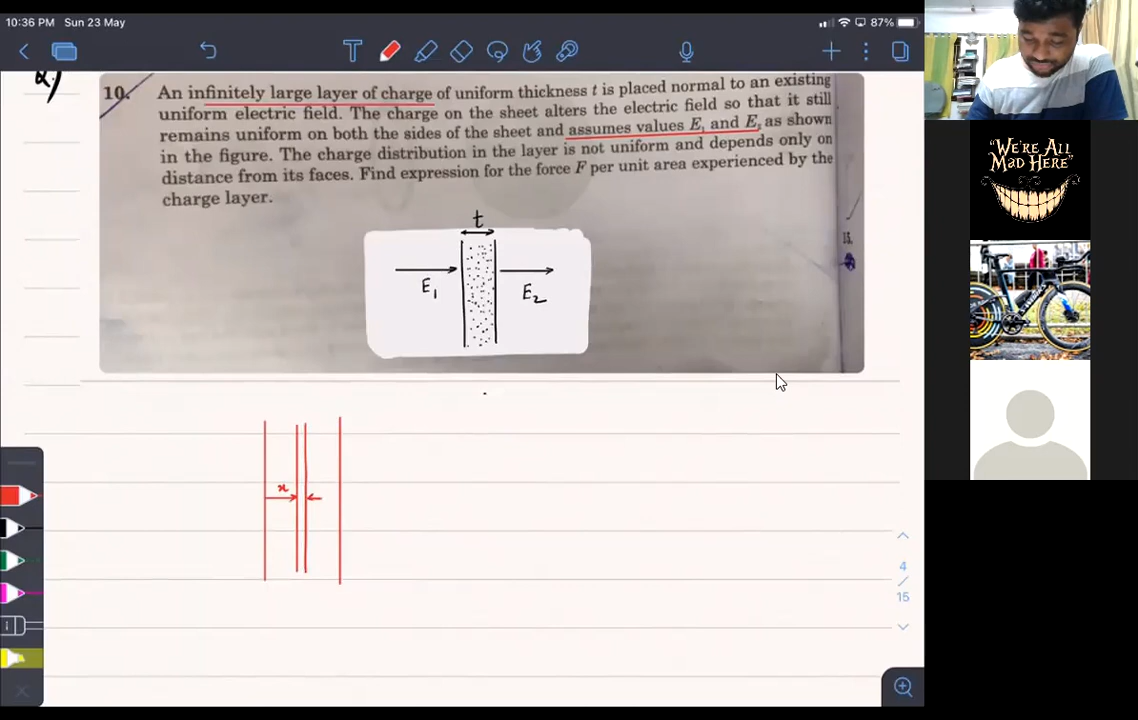 10:36 PM Sun 23 May
87%
Q)
10. An infinitely large layer of charge of uniform thickness t is placed normal to an existing
uniform electric field. The charge on the sheet alters the electric field so that it still
remains uniform on both the sides of the sheet and assumes values E₁ and E₂ as shown
in the figure. The charge distribution in the layer is not uniform and depends only on
distance from its faces. Find expression for the force F per unit area experienced by the
charge layer.
15.
t
E₁
E₂
x
4
/
15
"WE'RE ALL
MAD HERE"